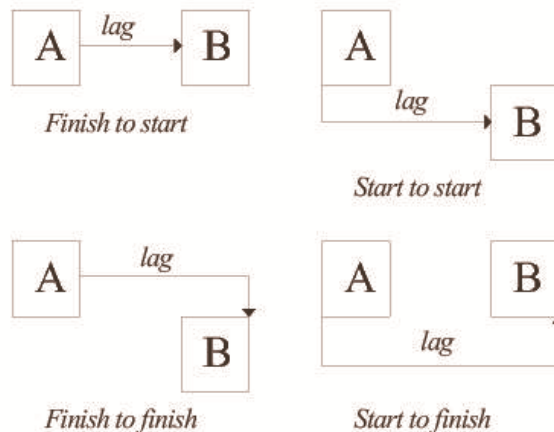 A lag B
Finish to start
A
lag
B
Start to start
A
lag
B
Finish to finish
A B
lag
Start to finish